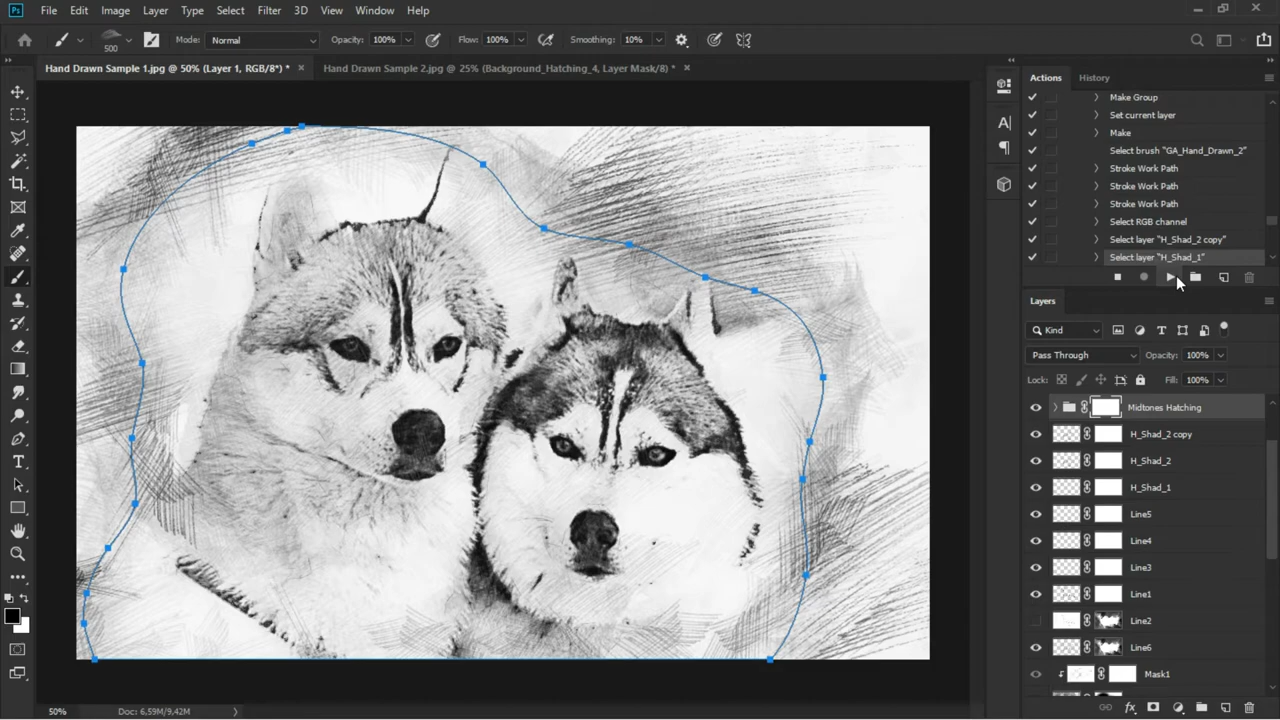 Ps File Edit Image Layer Type Select Filter 3D View Window Help
500 Mode: Normal Opacity: 100% Flow: 100% Smoothing: 10%
Hand Drawn Sample 1.jpg @ 50% (Layer 1, RGB/8*) * × Hand Drawn Sample 2.jpg @ 25% (Background_Hatching_4, Layer Mask/8) * ×
Actions History
Make Group
Set current layer
Make
Select brush "GA_Hand_Drawn_2"
Stroke Work Path
Stroke Work Path
Stroke Work Path
Select RGB channel
Select layer "H_Shad_2 copy"
Select layer "H_Shad_1"
Layers
Kind
Pass Through Opacity: 100%
Lock: Fill: 100%
Midtones Hatching
H_Shad_2 copy
H_Shad_2
H_Shad_1
Line5
Line4
Line3
Line1
Line2
Line6
Mask1
50% Doc: 6,59M/9,42M